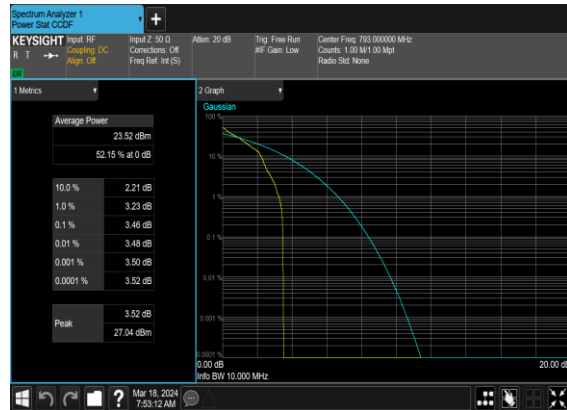 Spectrum Analyzer 1
Power Stat CCDF
KEYSIGHT
R T
LV
Input: RF
Coupling: DC
Align: Off
Input Z: 50 Ω
Corrections: Off
Freq Ref: Int (S)
Atten: 20 dB
Trig: Free Run
#IF Gain: Low
Center Freq: 793.000000 MHz
Counts: 1.00 M/1.00 Mpt
Radio Std: None
1 Metrics
Average Power
23.52 dBm
52.15 % at 0 dB
10.0 % 2.21 dB
1.0 % 3.23 dB
0.1 % 3.46 dB
0.01 % 3.48 dB
0.001 % 3.50 dB
0.0001 % 3.52 dB
Peak
3.52 dB
27.04 dBm
2 Graph
Gaussian
100 %
10 %
1 %
0.1 %
0.01 %
0.001 %
0.0001 %
0.00 dB
20.00 dB
Info BW 10.000 MHz
?
Mar 18, 2024
7:53:12 AM